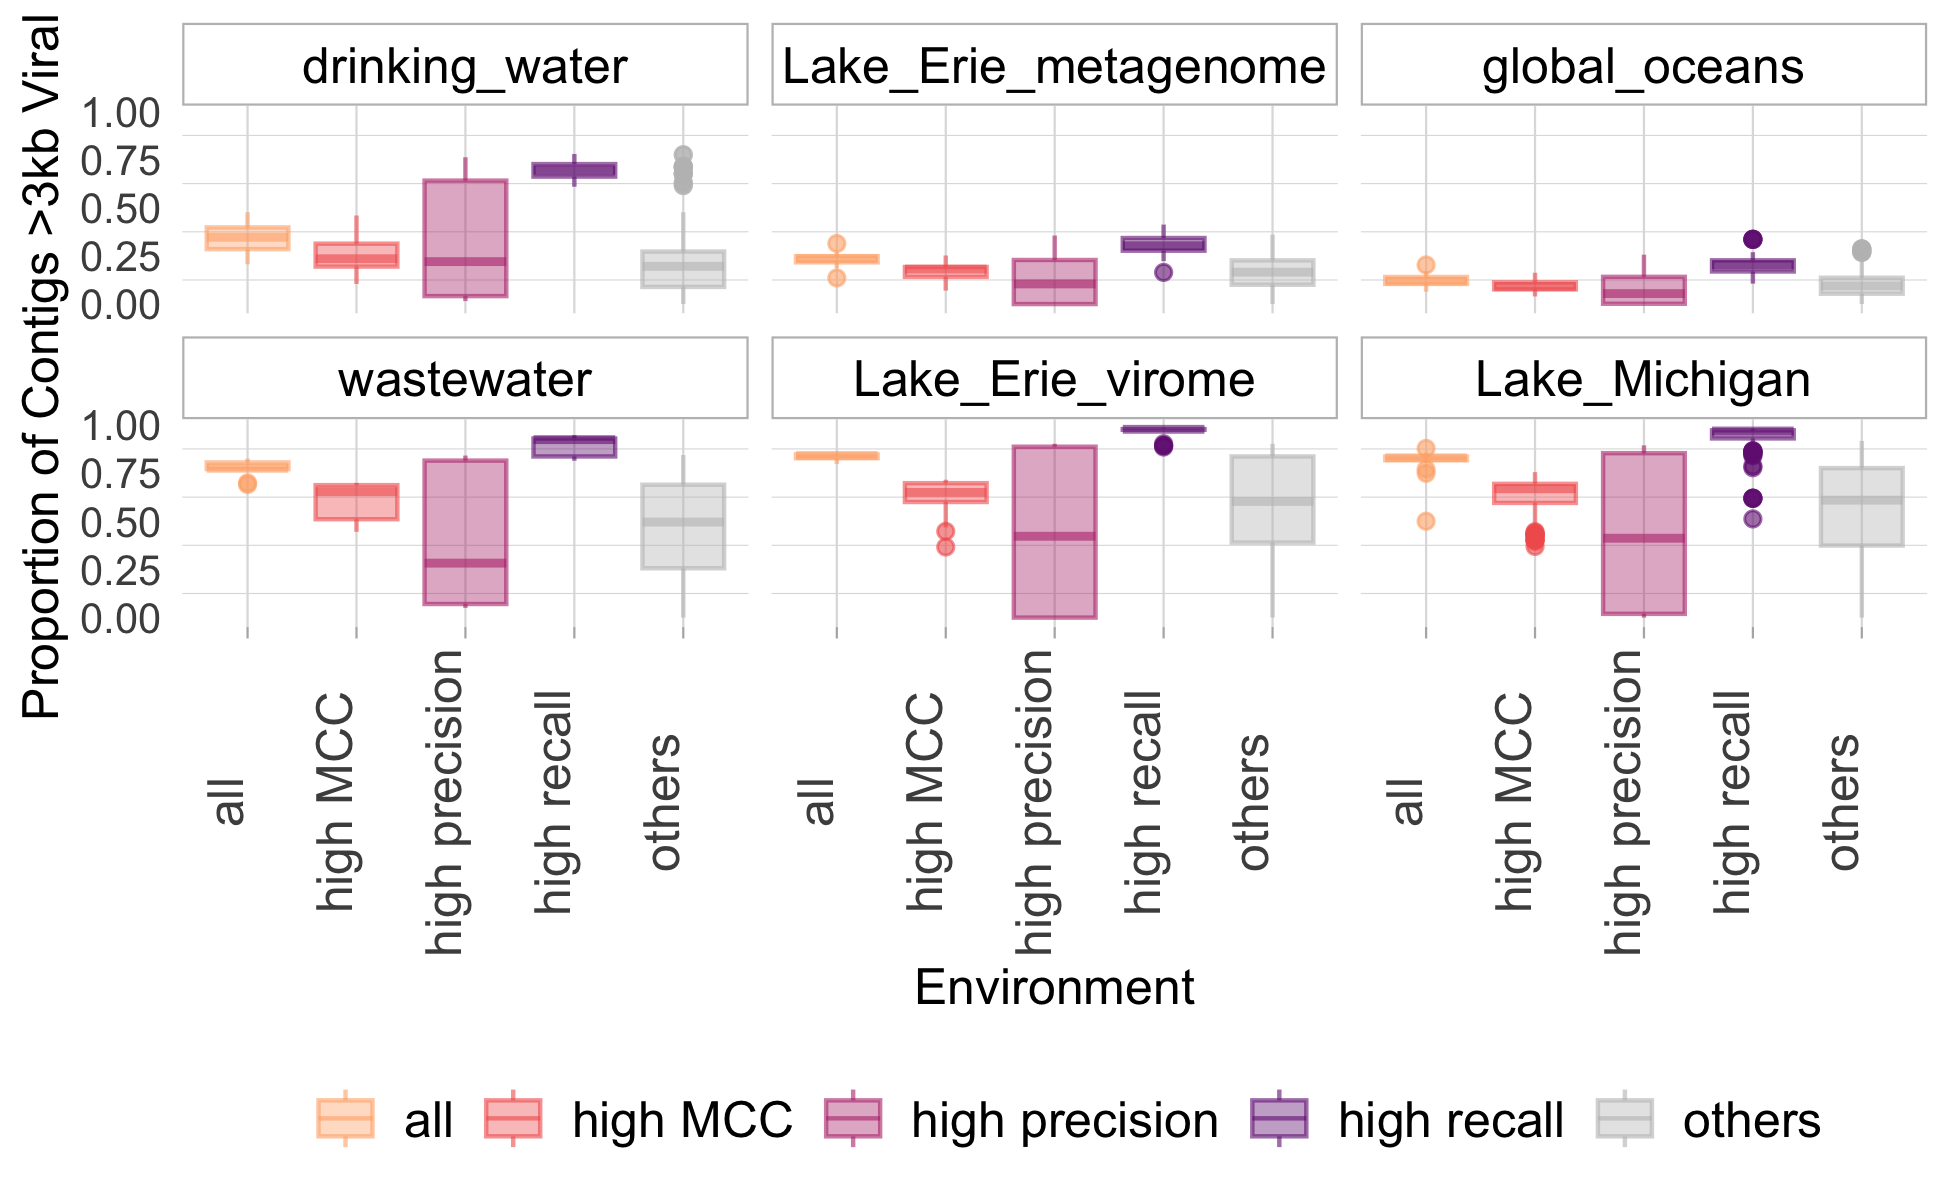 Proportion of Contigs >3kb Viral
drinking_water
Lake_Erie_metagenome
global_oceans
1.00
0.75
0.50
0.25
0.00
wastewater
Lake_Erie_virome
Lake_Michigan
1.00
0.75
0.50
0.25
0.00
all
high MCC
high precision
high recall
others
all
high MCC
high precision
high recall
others
all
high MCC
high precision
high recall
others
Environment
all
high MCC
high precision
high recall
others